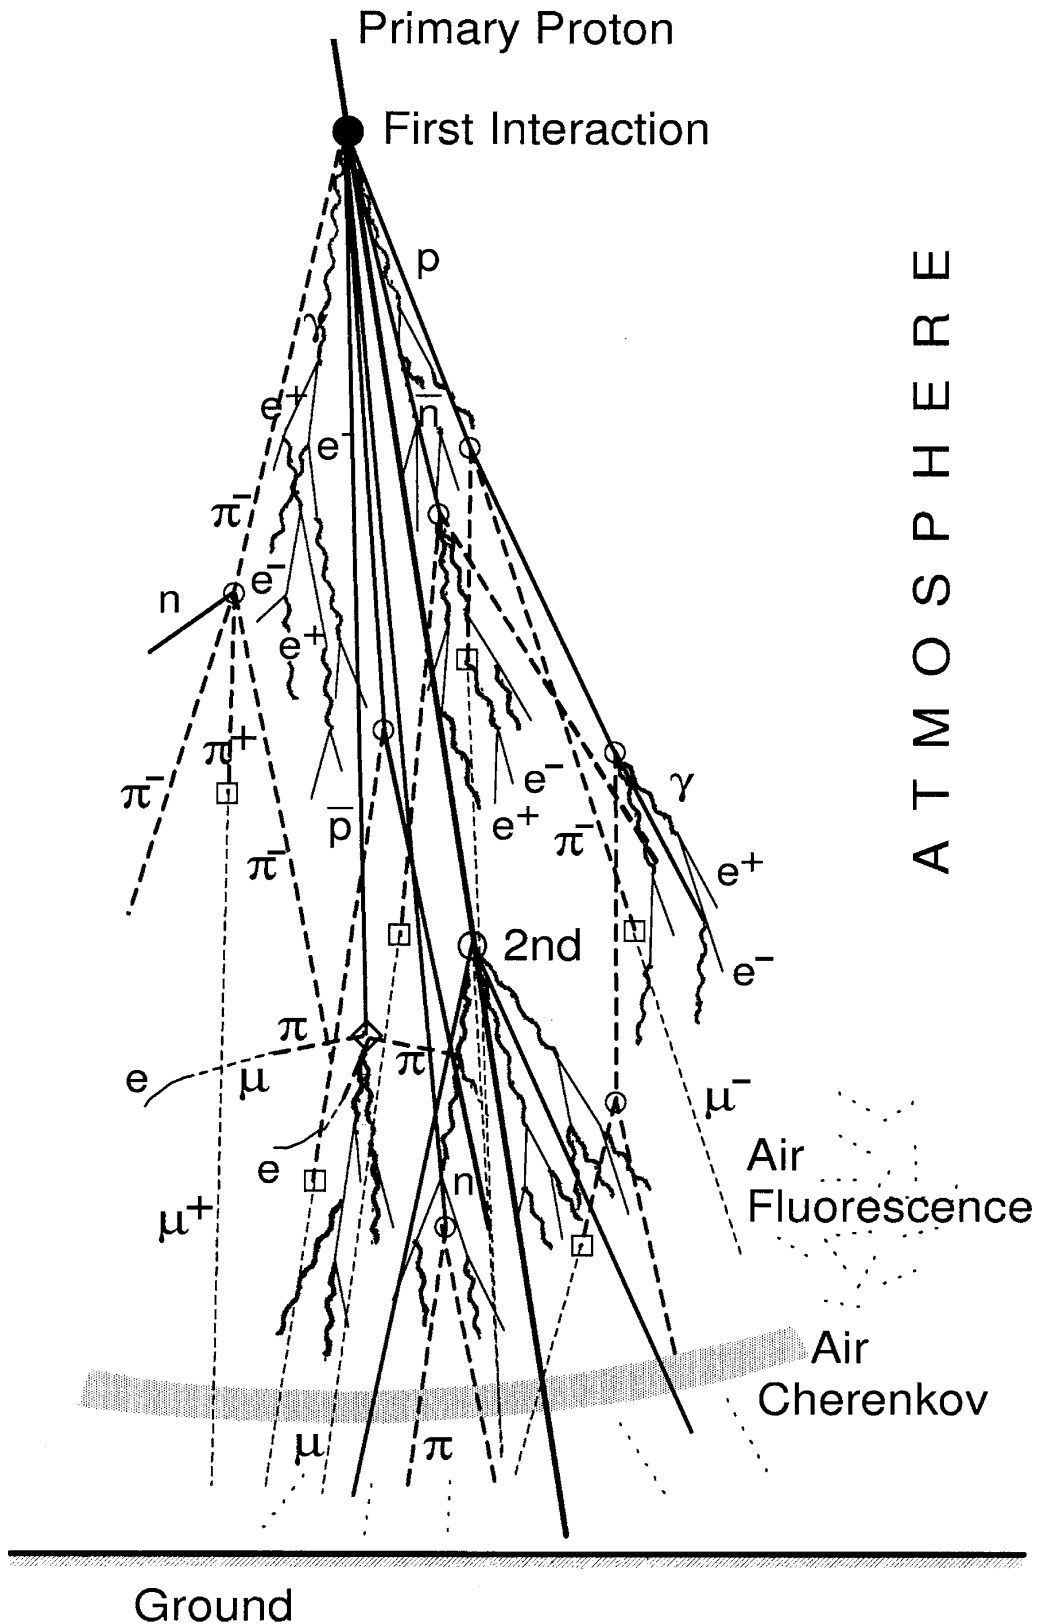 Primary Proton
First Interaction
p
γ
e+
n̅
e-
π-
e-
n
e+
π+
γ
π-
e-
p̅
e+
π-
π-
e+
2nd
e-
π
π
e
μ
μ-
Air
Fluorescence
e
n
μ+
Air
Cherenkov
μ
π
Ground
ATMOSPHERE